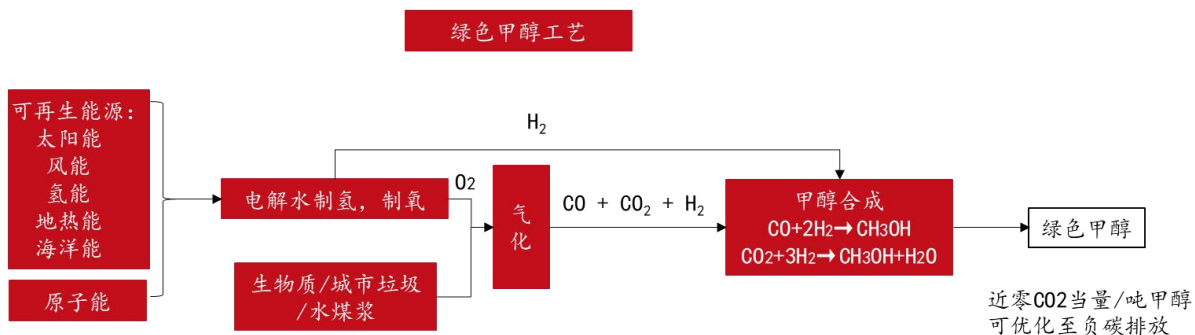 绿色甲醇工艺
可再生能源：
太阳能
风能
氢能
地热能
海洋能
原子能
H₂
电解水制氢，制氧
O₂
生物质/城市垃圾
/水煤浆
气
化
CO + CO₂ + H₂
甲醇合成
CO+2H₂→CH₃OH
CO₂+3H₂→CH₃OH+H₂O
绿色甲醇
近零CO2当量/吨甲醇
可优化至负碳排放